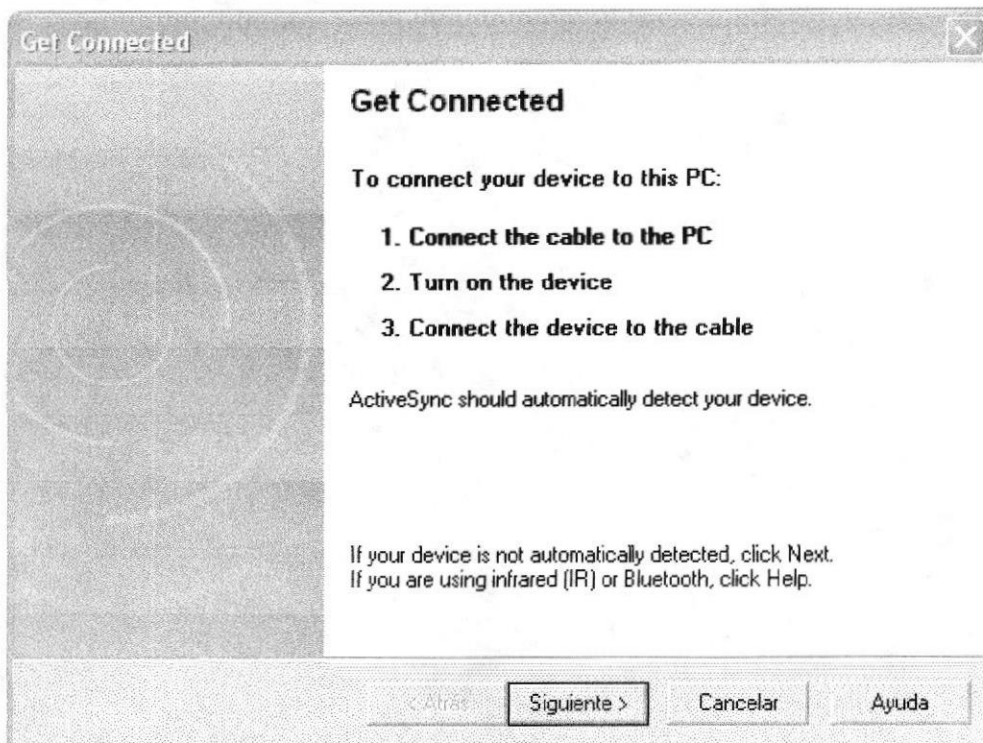 Get Connected
Get Connected
To connect your device to this PC:
1. Connect the cable to the PC
2. Turn on the device
3. Connect the device to the cable
ActiveSync should automatically detect your device.
If your device is not automatically detected, click Next.
If you are using infrared (IR) or Bluetooth, click Help.
< Atrás Siguiente > Cancelar Ayuda